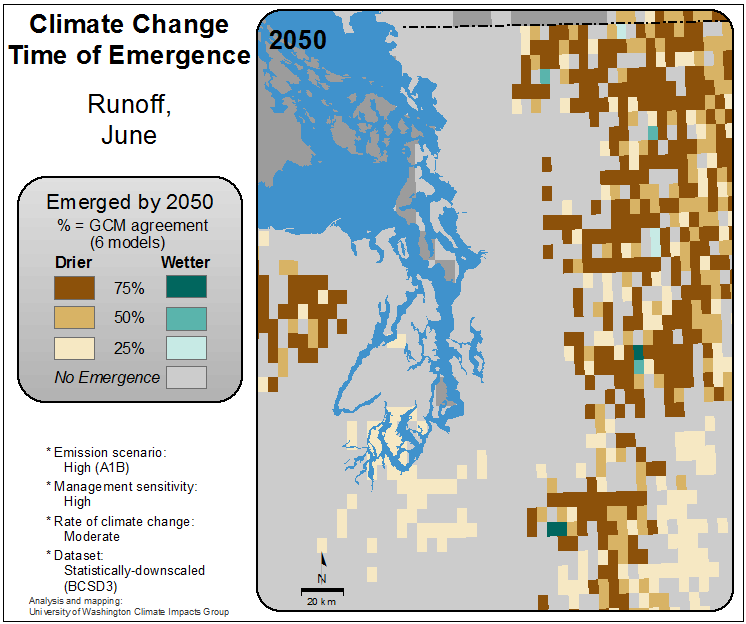 Climate Change
Time of Emergence
Runoff,
June
Emerged by 2050
% = GCM agreement
(6 models)
Drier Wetter
75%
50%
25%
No Emergence
* Emission scenario:
High (A1B)
* Management sensitivity:
High
* Rate of climate change:
Moderate
* Dataset:
Statistically-downscaled
(BCSD3)
Analysis and mapping:
University of Washington Climate Impacts Group
2050
N
20 km